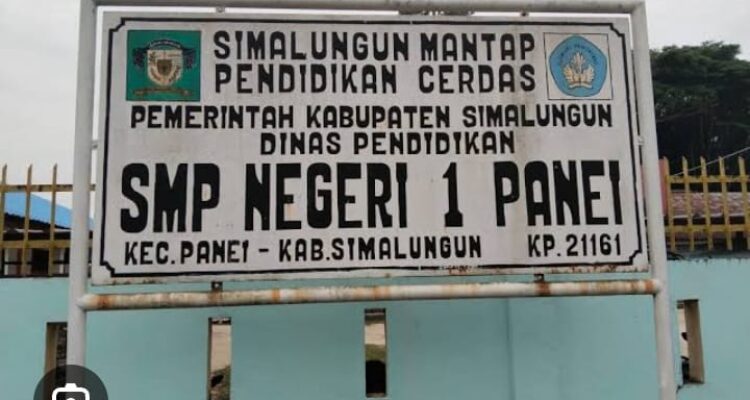 SIMALUNGUN MANTAP
PENDIDIKAN CERDAS
PEMERINTAH KABUPATEN SIMALUNGUN
DINAS PENDIDIKAN
SMP NEGERI 1 PANEI
KEC. PANEI - KAB. SIMALUNGUN KP. 21161